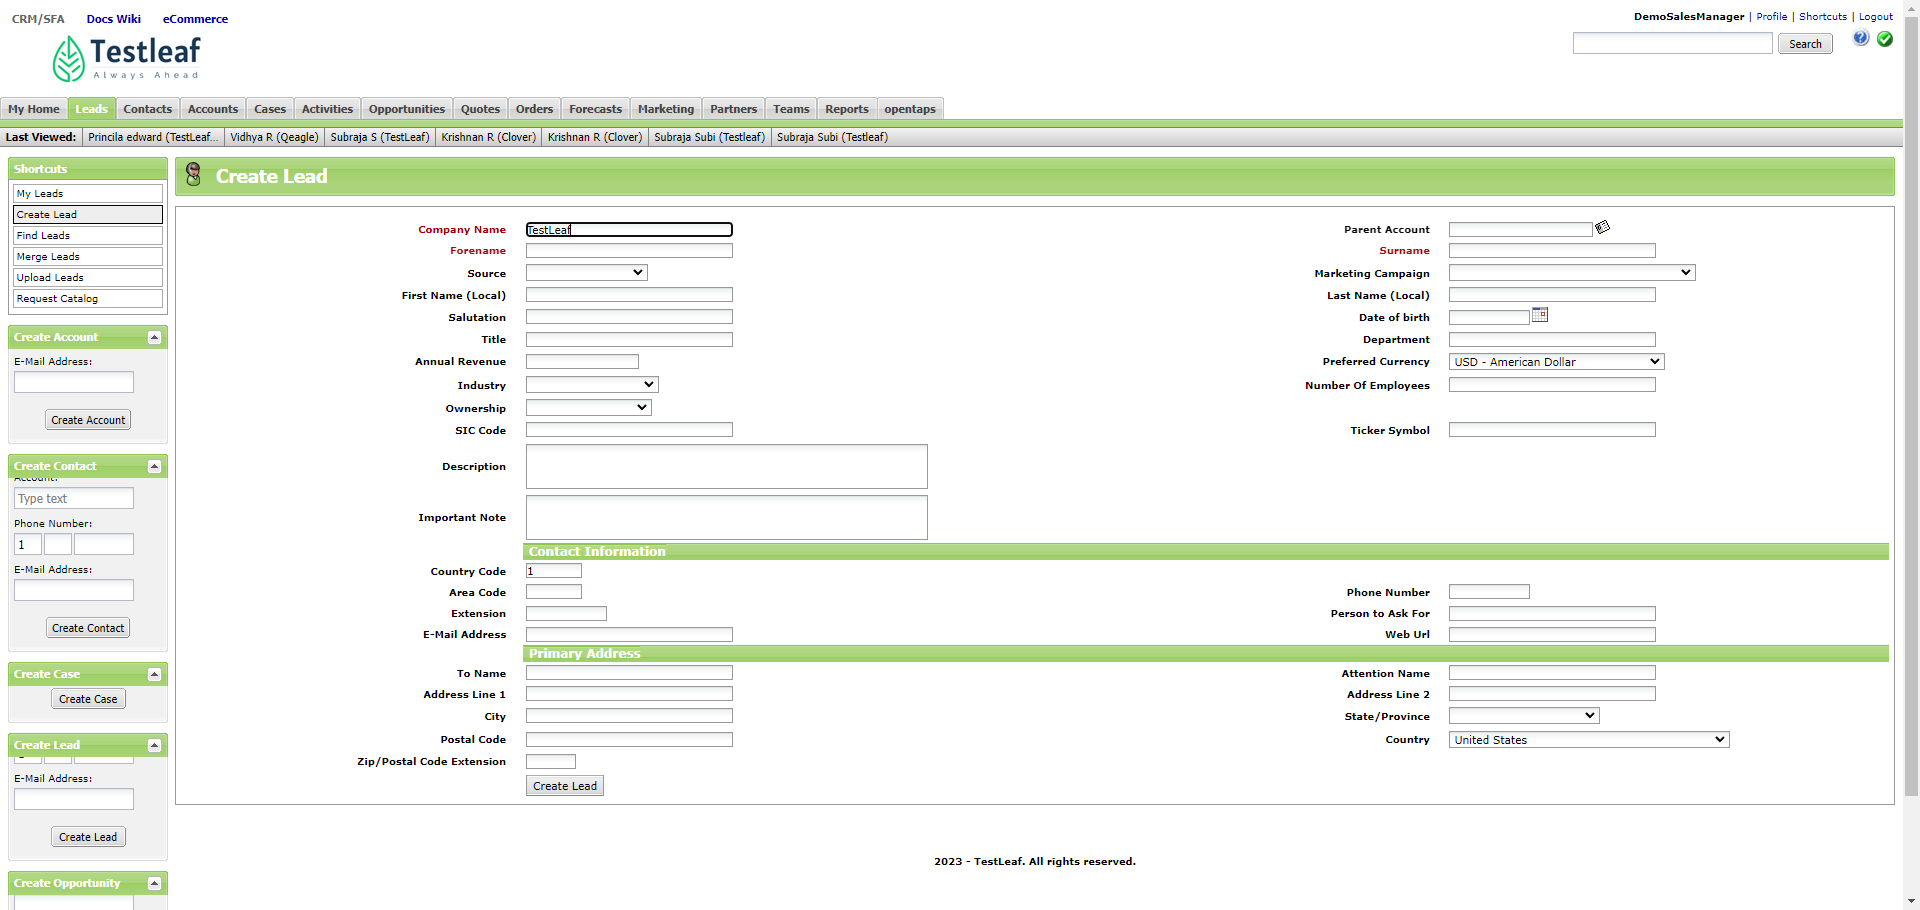 CRM/SFA Docs Wiki eCommerce
DemoSalesManager | Profile | Shortcuts | Logout
Testleaf
Always Ahead
Search
My Home Leads Contacts Accounts Cases Activities Opportunities Quotes Orders Forecasts Marketing Partners Teams Reports opentaps
Last Viewed: Princila edward (TestLeaf... Vidhya R (Qeagle) Subraja S (TestLeaf) Krishnan R (Clover) Krishnan R (Clover) Subraja Subi (Testleaf) Subraja Subi (Testleaf)
Shortcuts
My Leads
Create Lead
Find Leads
Merge Leads
Upload Leads
Request Catalog
Create Account
E-Mail Address:
Create Account
Create Contact
Account:
Type text
Phone Number:
1
E-Mail Address:
Create Contact
Create Case
Create Case
Create Lead
E-Mail Address:
Create Lead
Create Opportunity
Create Lead
Company Name TestLeaf Parent Account
Forename Surname
Source Marketing Campaign
First Name (Local) Last Name (Local)
Salutation Date of birth
Title Department
Annual Revenue Preferred Currency USD - American Dollar
Industry Number Of Employees
Ownership
SIC Code Ticker Symbol
Description
Important Note
Contact Information
Country Code 1
Area Code Phone Number
Extension Person to Ask For
E-Mail Address Web Url
Primary Address
To Name Attention Name
Address Line 1 Address Line 2
City State/Province
Postal Code Country United States
Zip/Postal Code Extension
Create Lead
2023 - TestLeaf. All rights reserved.